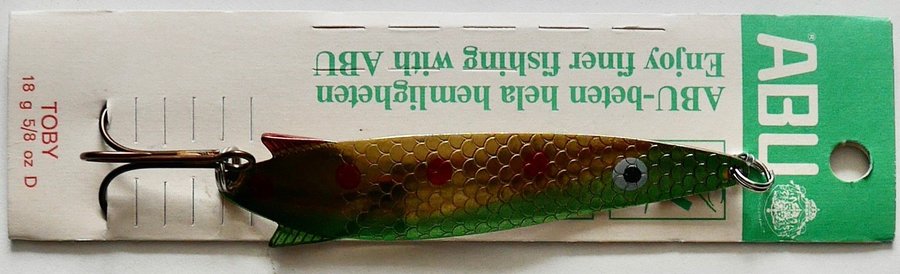 ABU®
ABU-beten hela hemligheten
Enjoy finer fishing with ABU
TOBY
18 g 5/8 oz D